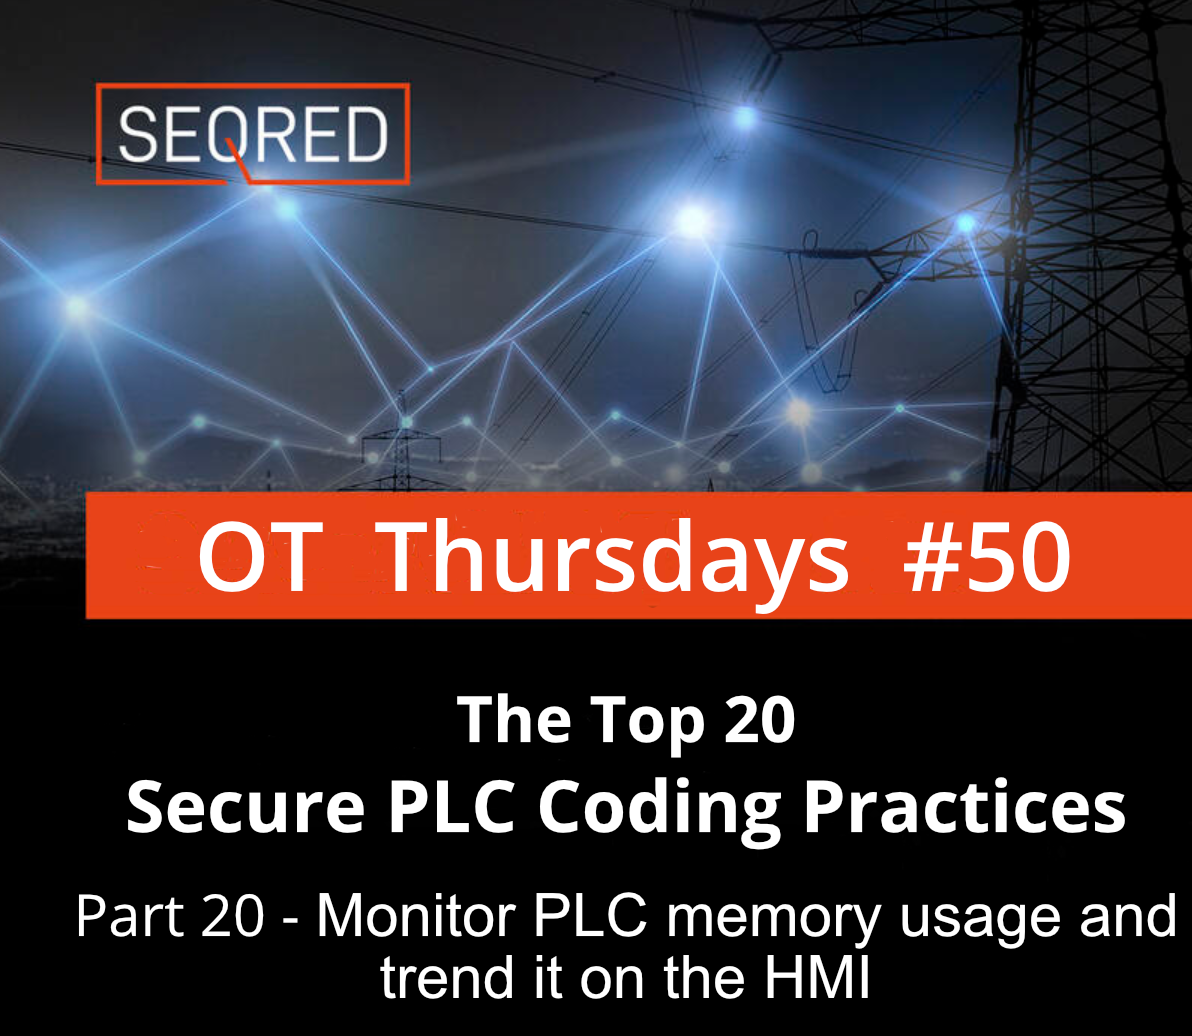 SEQRED
OT Thursdays #50
The Top 20
Secure PLC Coding Practices
Part 20 - Monitor PLC memory usage and
trend it on the HMI